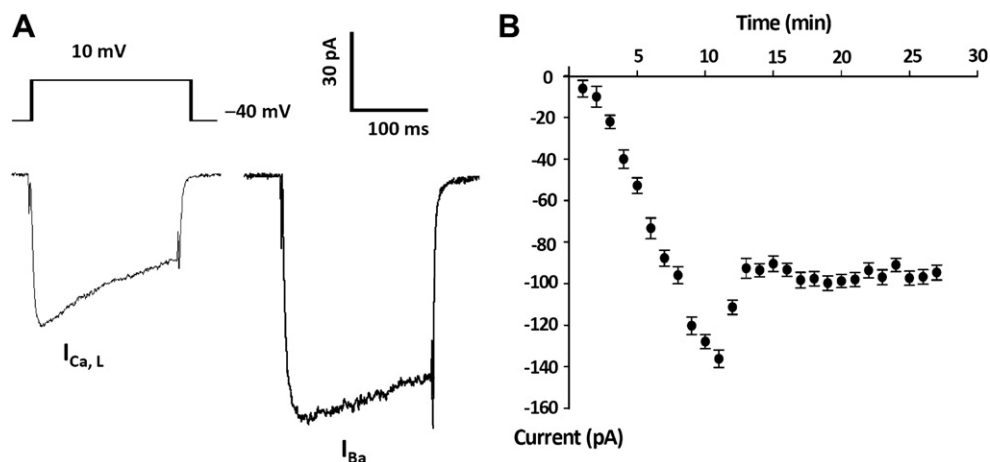 A
10 mV
−40 mV
30 pA
100 ms
I_Ca, L
I_Ba
B
Time (min)
5 10 15 20 25 30
0
-20
-40
-60
-80
-100
-120
-140
-160
Current (pA)